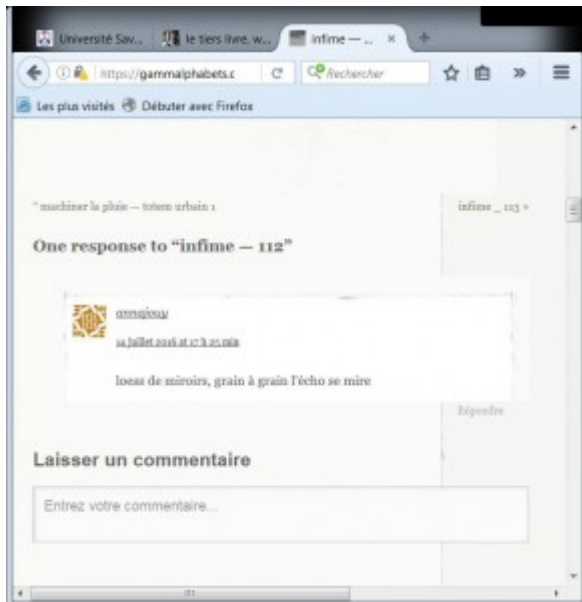 Université Sav...
le tiers livre, w...
infime — ...
https://gammalphabets.c
Rechercher
Les plus visités
Débuter avec Firefox
" machiner la pluie — totem urbain 1
infime _ 113 »
One response to “infime — 112”
annajouy
14 juillet 2016 at 17 h 25 min
loess de miroirs, grain à grain l'écho se mire
Répondre
Laisser un commentaire
Entrez votre commentaire...